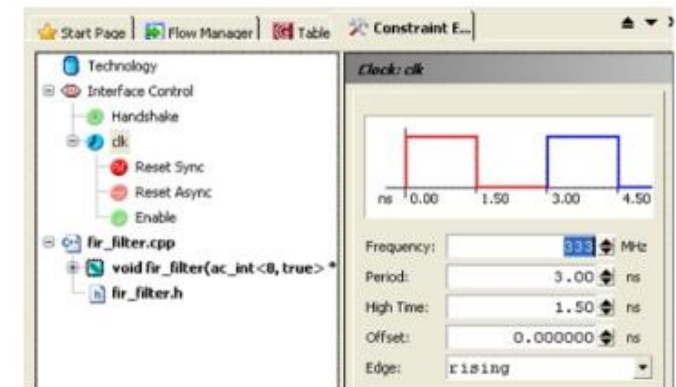 Start Page
Flow Manager
Table
Constraint E...
Technology
Interface Control
Handshake
clk
Reset Sync
Reset Async
Enable
fir_filter.cpp
void fir_filter(ac_int<8, true> *
fir_filter.h
Clock: clk
ns 0.00 1.50 3.00 4.50
Frequency: 333 MHz
Period: 3.00 ns
High Time: 1.50 ns
Offset: 0.000000 ns
Edge: rising